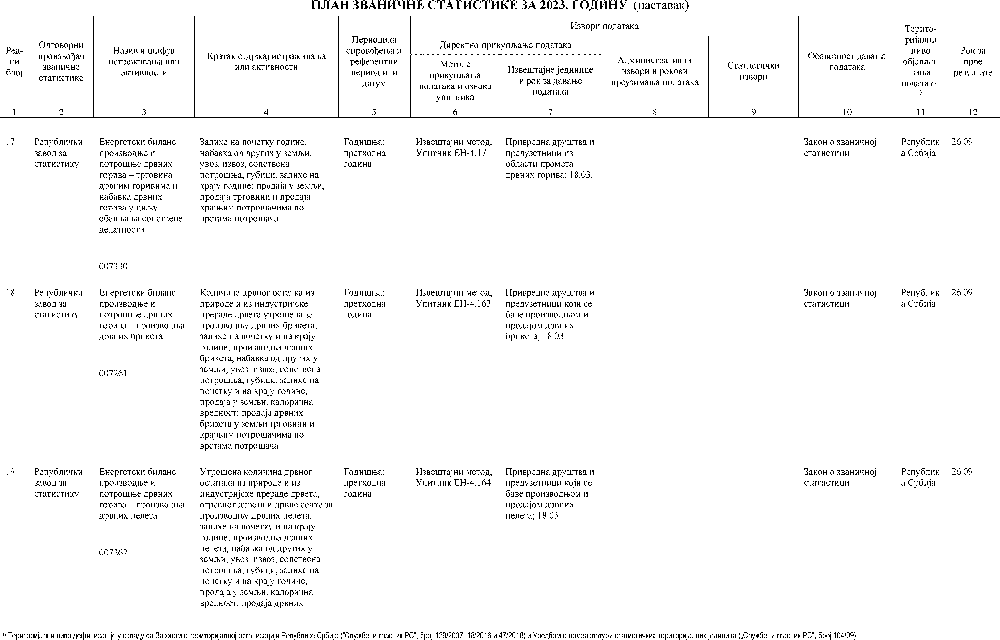 ПЛАН ЗВАНИЧНЕ СТАТИСТИКЕ ЗА 2023. ГОДИНУ (наставак)
Ред-
ни
број
Одговорни
произвођач
званичне
статистике
Назив и шифра
истраживања или
активности
Кратак садржај истраживања
или активности
Периодика
спровођења и
референтни
период или
датум
Извори података
Директно прикупљање података
Методе
прикупљања
података и ознака
упитника
Извештајне јединице
и рок за давање
података
Административни
извори и рокови
преузимања података
Статистички
извори
Обавезност давања
података
Терито-
ријални
ниво
објављи-
вања
података¹
⁾
Рок за
прве
резултате
1 2 3 4 5 6 7 8 9 10 11 12
17
Републички
завод за
статистику
Енергетски биланс
производње и
потрошње дрвних
горива – трговина
дрвним горивима и
набавка дрвних
горива у циљу
обављања сопствене
делатности
007330
Залихе на почетку године,
набавка од других у земљи,
увоз, извоз, сопствена
потрошња, губици, залихе на
крају године; продаја у земљи,
продаја трговини и продаја
крајњим потрошачима по
врстама потрошача
Годишња;
претходна
година
Извештајни метод;
Упитник ЕН-4.17
Привредна друштва и
предузетници из
области промета
дрвних горива; 18.03.
Закон о званичној
статистици
Републик
а Србија
26.09.
18
Републички
завод за
статистику
Енергетски биланс
производње и
потрошње дрвних
горива – производња
дрвних брикета
007261
Количина дрвног остатка из
природе и из индустријске
прераде дрвета утрошена за
производњу дрвних брикета,
залихе на почетку и на крају
године; производња дрвних
брикета, набавка од других у
земљи, увоз, извоз, сопствена
потрошња, губици, залихе на
почетку и на крају године,
продаја у земљи, калорична
вредност; продаја дрвних
брикета у земљи трговини и
крајњим потрошачима по
врстама потрошача
Годишња;
претходна
година
Извештајни метод;
Упитник ЕН-4.163
Привредна друштва и
предузетници који се
баве производњом и
продајом дрвних
брикета; 18.03.
Закон о званичној
статистици
Републик
а Србија
26.09.
19
Републички
завод за
статистику
Енергетски биланс
производње и
потрошње дрвних
горива – производња
дрвних пелета
007262
Утрошена количина дрвног
остатака из природе и из
индустријске прераде дрвета,
огревног дрвета и дрвне сечке за
производњу дрвних пелета,
залихе на почетку и на крају
године; производња дрвних
пелета, набавка од других у
земљи, увоз, извоз, сопствена
потрошња, губици, залихе на
почетку и на крају године,
продаја у земљи, калорична
вредност; продаја дрвних
Годишња;
претходна
година
Извештајни метод;
Упитник ЕН-4.164
Привредна друштва и
предузетници који се
баве производњом и
продајом дрвних
пелета; 18.03.
Закон о званичној
статистици
Републик
а Србија
26.09.
¹⁾ Територијални ниво дефинисан је у складу са Законом о територијалној организацији Републике Србије ("Службени гласник РС", број 129/2007, 18/2016 и 47/2018) и Уредбом о номенклатури статистичких територијалних јединица („Службени гласник РС", број 104/09).